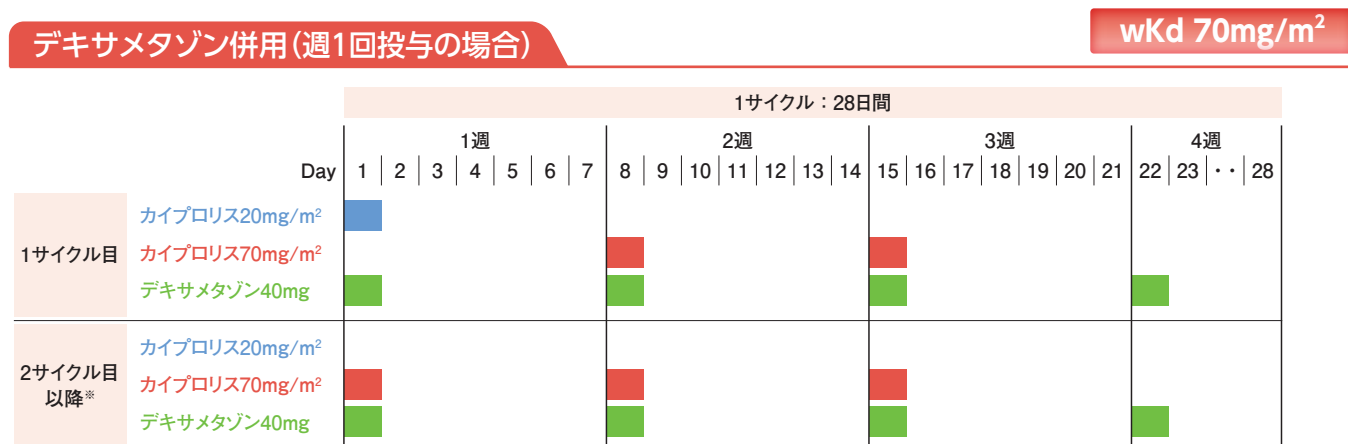 デキサメタゾン併用（週1回投与の場合）
wKd 70mg/m²
1サイクル：28日間
1週 2週 3週 4週
Day 1 2 3 4 5 6 7 8 9 10 11 12 13 14 15 16 17 18 19 20 21 22 23 ・・ 28
1サイクル目
カイプロリス20mg/m²
カイプロリス70mg/m²
デキサメタゾン40mg
2サイクル目
以降※
カイプロリス20mg/m²
カイプロリス70mg/m²
デキサメタゾン40mg